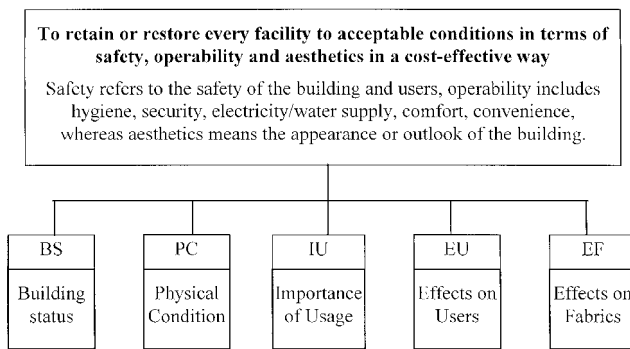 To retain or restore every facility to acceptable conditions in terms of
safety, operability and aesthetics in a cost-effective way
Safety refers to the safety of the building and users, operability includes
hygiene, security, electricity/water supply, comfort, convenience,
whereas aesthetics means the appearance or outlook of the building.
BS
Building
status
PC
Physical
Condition
IU
Importance
of Usage
EU
Effects on
Users
EF
Effects on
Fabrics